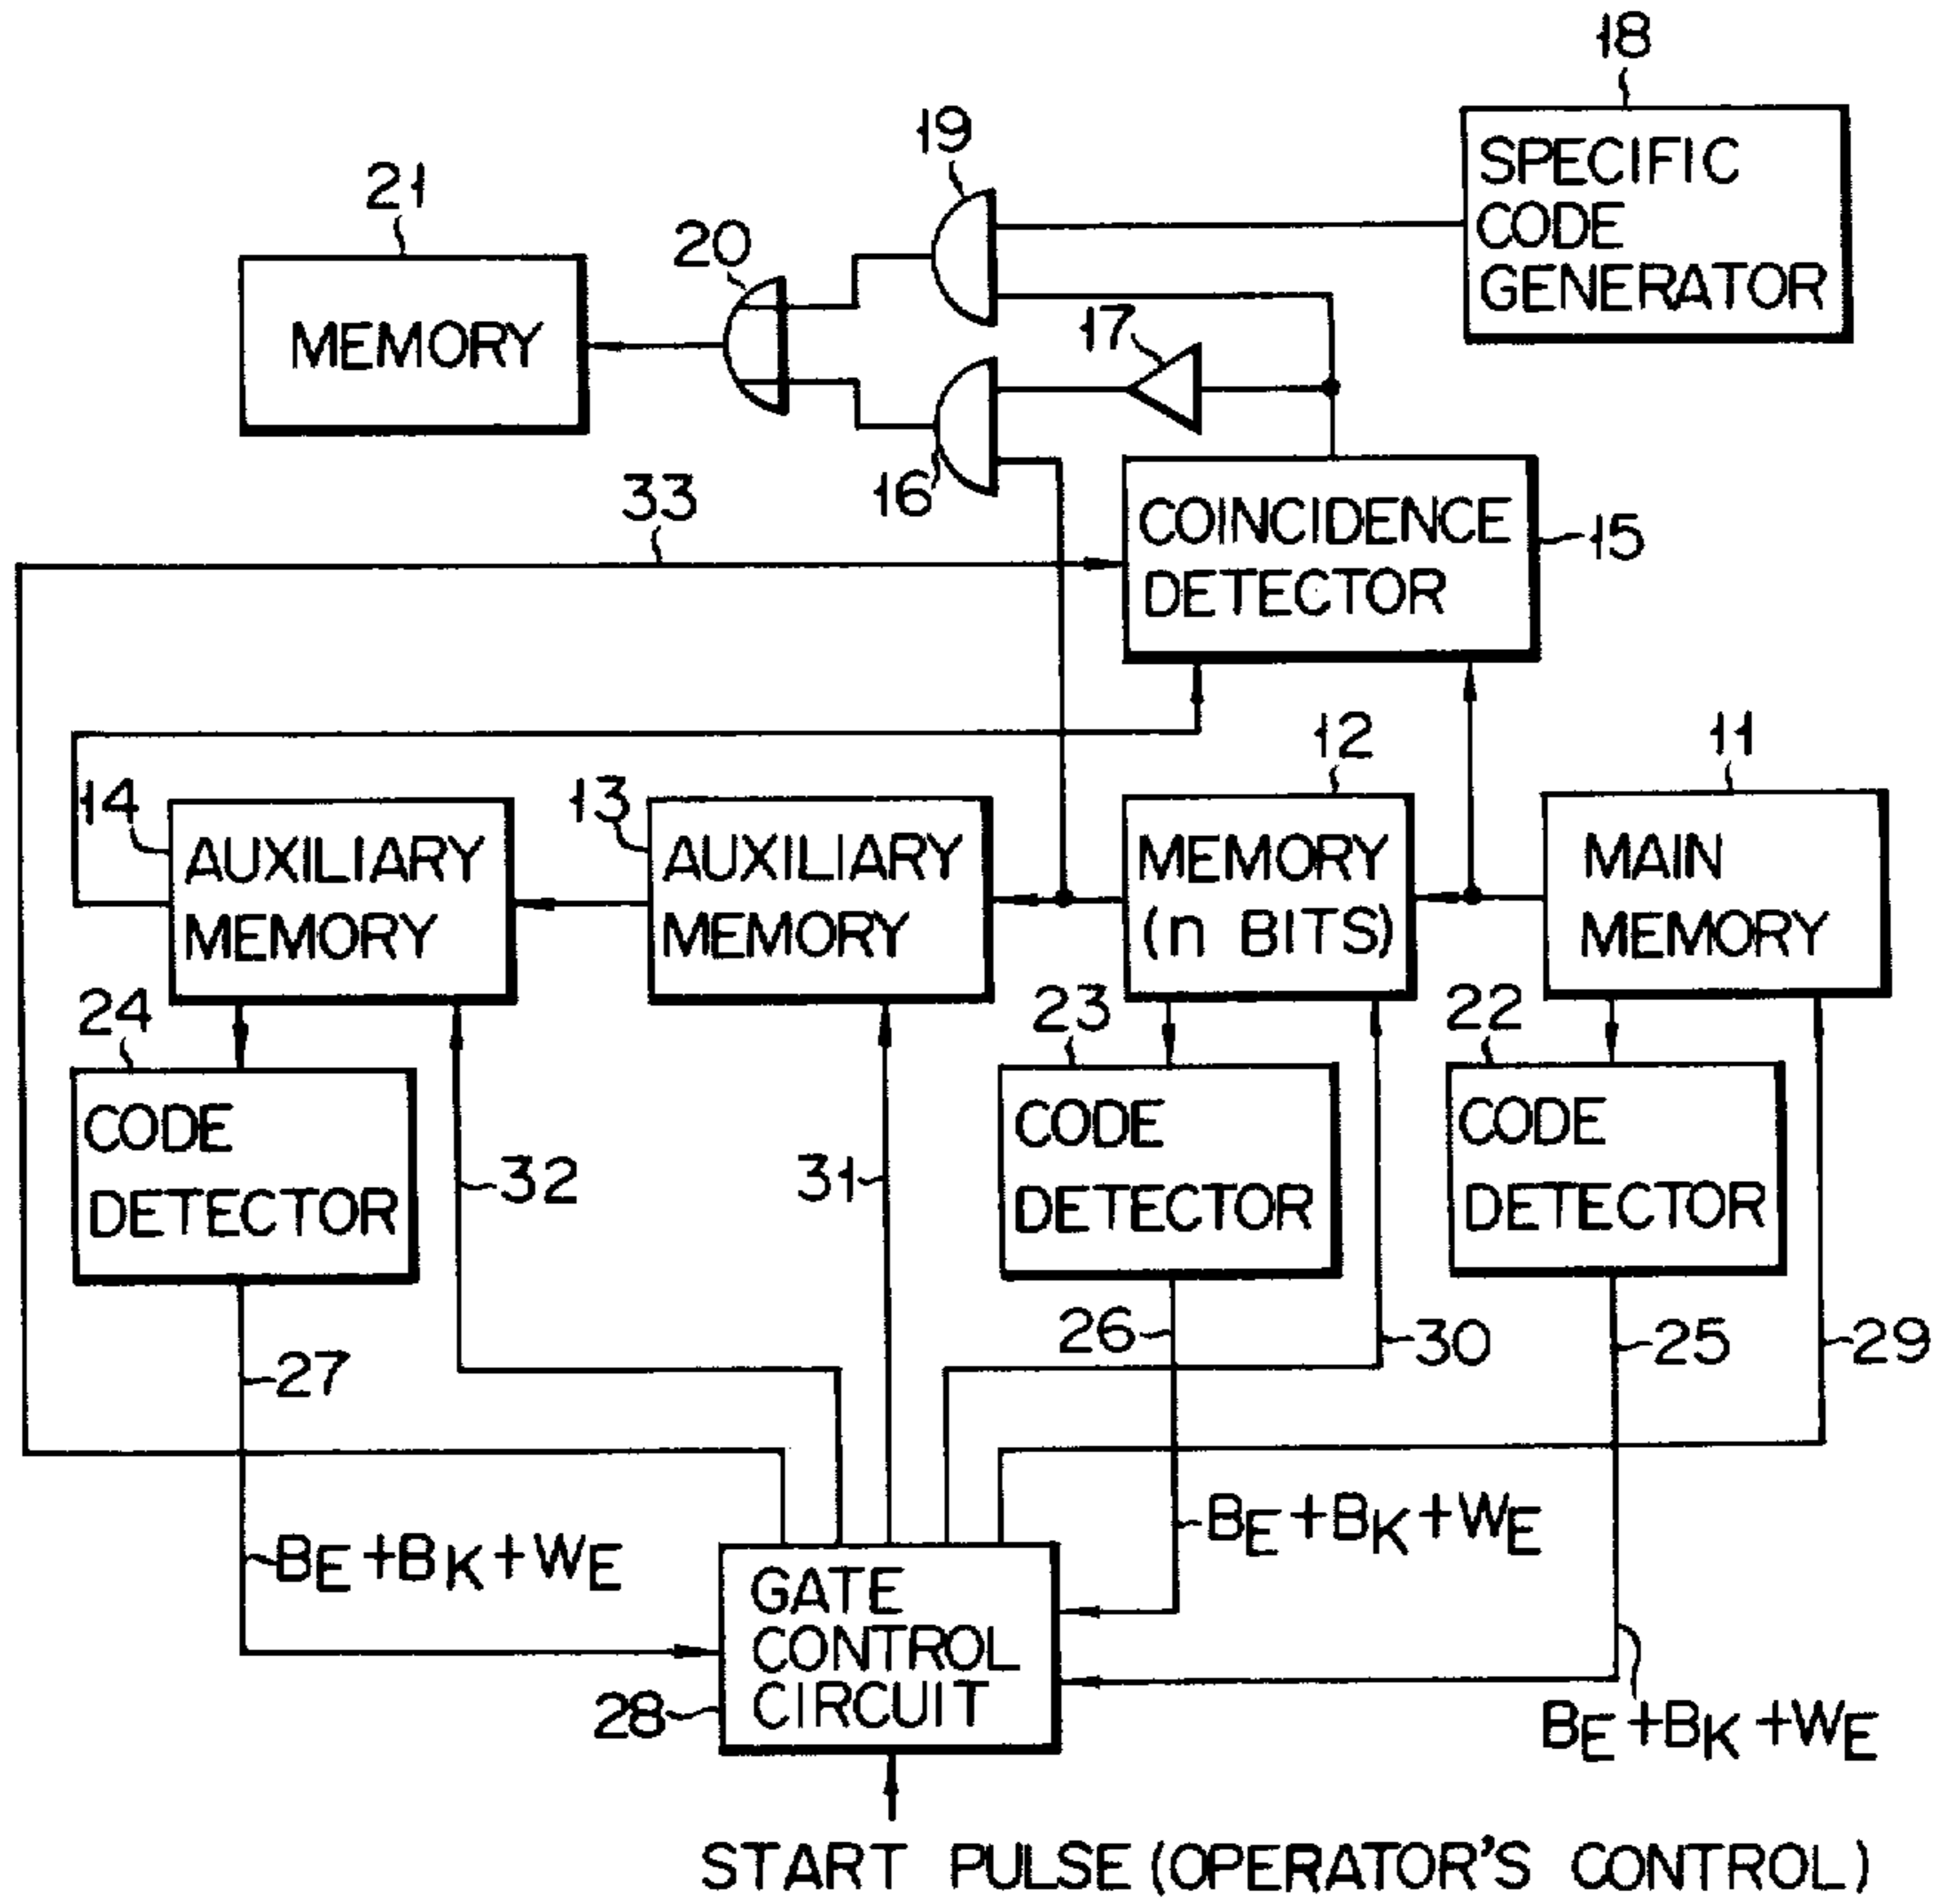 18
SPECIFIC
CODE
GENERATOR
19
21
MEMORY
20
17
16
33
COINCIDENCE
DETECTOR
15
12
11
14
AUXILIARY
MEMORY
13
AUXILIARY
MEMORY
MEMORY
(n BITS)
MAIN
MEMORY
24
CODE
DETECTOR
32
31
23
CODE
DETECTOR
22
CODE
DETECTOR
27
26
30
25
29
BE+BK+WE
BE+BK+WE
GATE
CONTROL
CIRCUIT
28
BE+BK+WE
START PULSE (OPERATOR'S CONTROL)